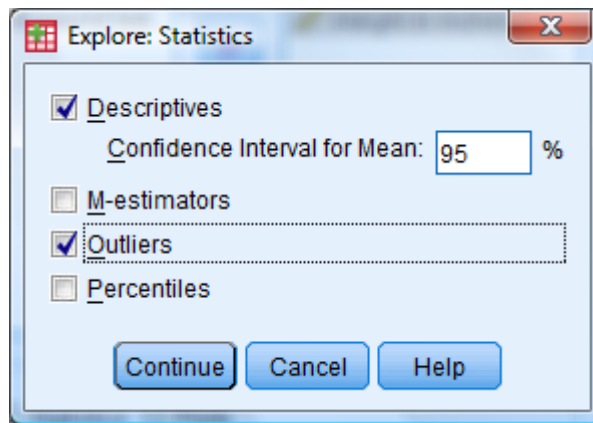 Explore: Statistics
Descriptives
Confidence Interval for Mean: 95 %
M-estimators
Outliers
Percentiles
Continue Cancel Help